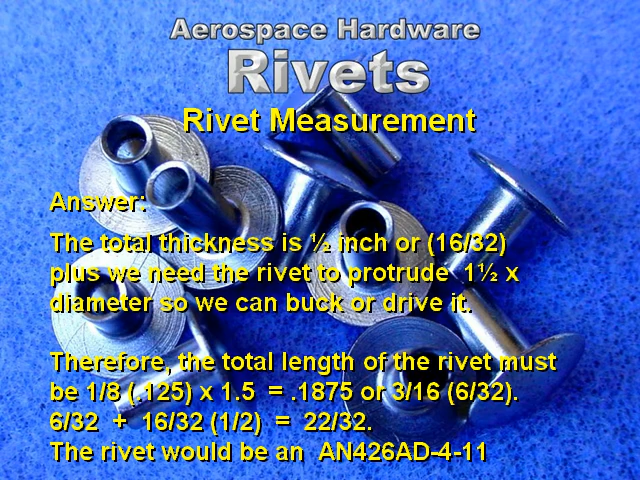 Aerospace Hardware
Rivets
Rivet Measurement
Answer:
The total thickness is ½ inch or (16/32)
plus we need the rivet to protrude  1½ x
diameter so we can buck or drive it.
Therefore, the total length of the rivet must
be 1/8 (.125) x 1.5  = .1875 or 3/16 (6/32).
6/32  +  16/32 (1/2)  =  22/32.
The rivet would be an  AN426AD-4-11